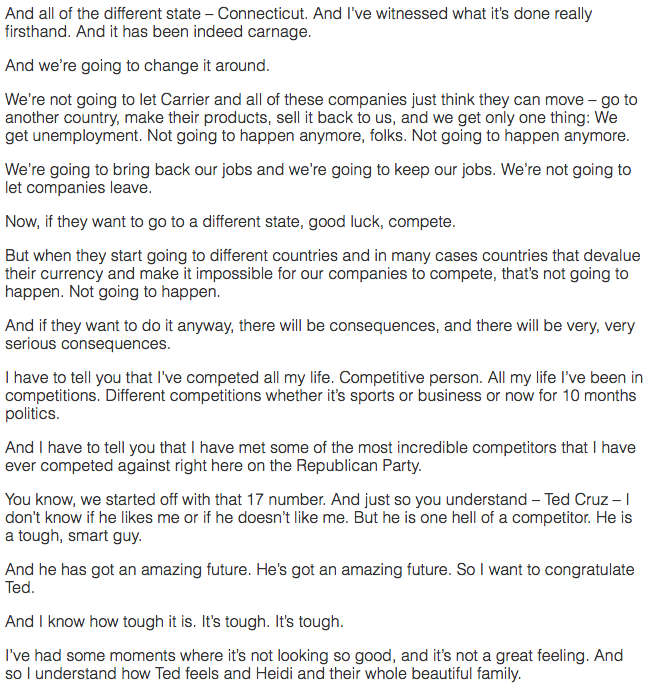 And all of the different state – Connecticut. And I've witnessed what it's done really
firsthand. And it has been indeed carnage.
And we're going to change it around.
We're not going to let Carrier and all of these companies just think they can move – go to
another country, make their products, sell it back to us, and we get only one thing: We
get unemployment. Not going to happen anymore, folks. Not going to happen anymore.
We're going to bring back our jobs and we're going to keep our jobs. We're not going to
let companies leave.
Now, if they want to go to a different state, good luck, compete.
But when they start going to different countries and in many cases countries that devalue
their currency and make it impossible for our companies to compete, that's not going to
happen. Not going to happen.
And if they want to do it anyway, there will be consequences, and there will be very, very
serious consequences.
I have to tell you that I've competed all my life. Competitive person. All my life I've been in
competitions. Different competitions whether it's sports or business or now for 10 months
politics.
And I have to tell you that I have met some of the most incredible competitors that I have
ever competed against right here on the Republican Party.
You know, we started off with that 17 number. And just so you understand – Ted Cruz – I
don't know if he likes me or if he doesn't like me. But he is one hell of a competitor. He is
a tough, smart guy.
And he has got an amazing future. He's got an amazing future. So I want to congratulate
Ted.
And I know how tough it is. It's tough. It's tough.
I've had some moments where it's not looking so good, and it's not a great feeling. And
so I understand how Ted feels and Heidi and their whole beautiful family.